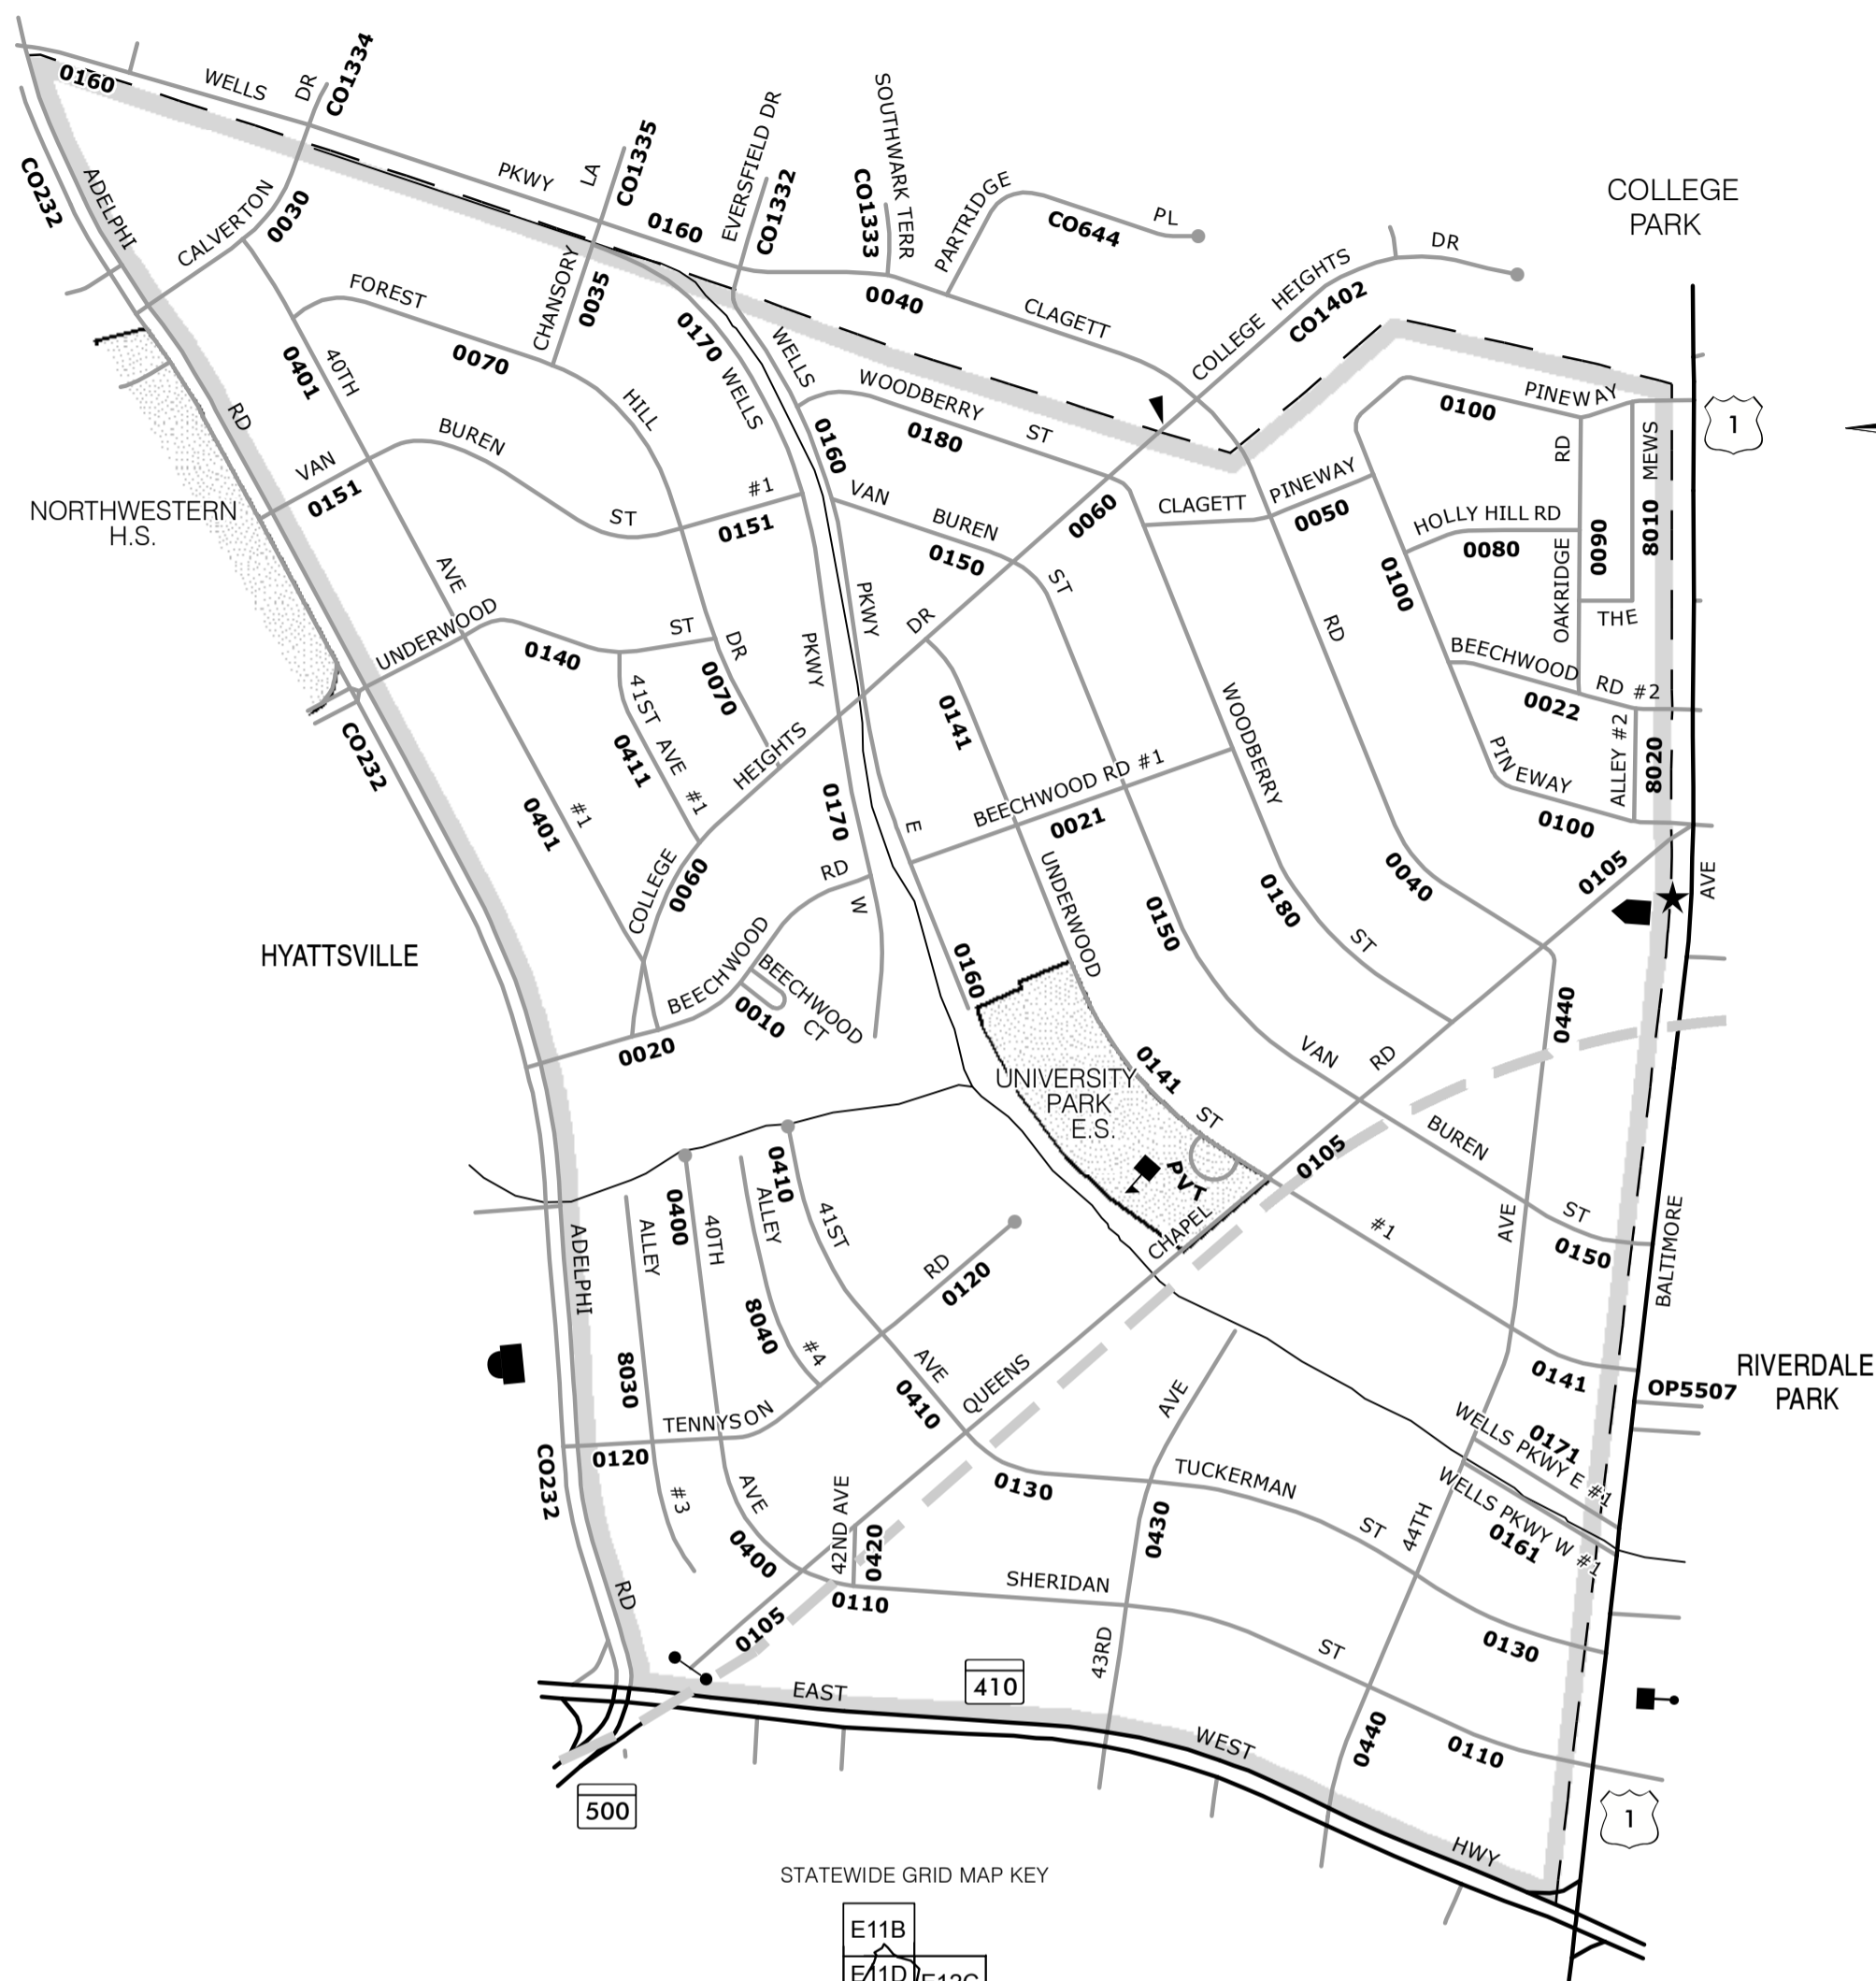 0160
WELLS
DR
CO1334
PKWY
LA
CO1335
0160
EVERSFIELD DR
CO1332
SOUTHWARK TERR
CO1333
PARTRIDGE
CO644
PL
COLLEGE
PARK
CO232
ADELPHI
CALVERTON
0030
FOREST
CHANSORY
0035
0040
CLAGETT
COLLEGE HEIGHTS
DR
CO1402
0401
40TH
0070
HILL
0170
WELLS
WELLS
WOODBERRY
0180
ST
0160
PINEWAY
0100
1
RD
MEWS
RD
VAN
BUREN
0151
ST
#1
0151
VAN
BUREN
0150
ST
0060
CLAGETT
PINEWAY
0050
HOLLY HILL RD
0080
0090
8010
NORTHWESTERN
H.S.
AVE
PKWY
DR
0100
OAKRIDGE
THE
UNDERWOOD
0140
ST
DR
0070
PKWY
RD
BEECHWOOD
RD #2
0022
41ST
AVE
#1
0411
HEIGHTS
0141
WOODBERRY
PINEWAY
ALLEY #2
8020
0100
CO232
0401
#1
0170
E
BEECHWOOD RD #1
0021
COLLEGE
0060
RD
W
UNDERWOOD
0150
0180
0040
0105
AVE
HYATTSVILLE
BEECHWOOD
BEECHWOOD
CT
0010
0020
0160
ST
0440
UNIVERSITY
PARK
E.S.
0141
ST
VAN
RD
BUREN
0105
PVT
CHAPEL
0410
ALLEY
41ST
0400
40TH
ALLEY
ADELPHI
RD
0120
#1
AVE
ST
0150
BALTIMORE
8040
#4
8030
AVE
0410
QUEENS
AVE
0141
OP5507
RIVERDALE
PARK
TENNYSON
0120
CO232
#3
AVE
0400
42ND AVE
0420
0130
TUCKERMAN
0430
ST
0171
WELLS PKWY E #1
WELLS PKWY W #1
0161
44TH
RD
0105
0110
SHERIDAN
43RD
ST
0130
EAST
410
WEST
0440
0110
500
HWY
1
STATEWIDE GRID MAP KEY
E11B
E11D
E12C